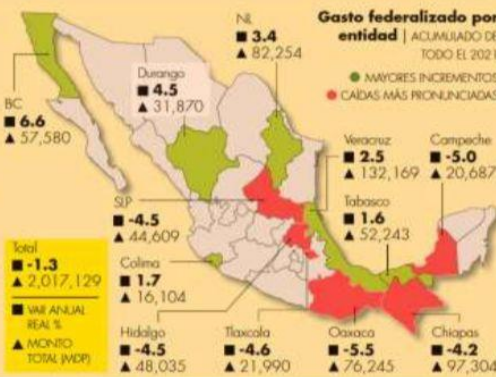 Gasto federalizado por
entidad | ACUMULADO DE
TODO EL 2021
● MAYORES INCREMENTOS
● CAÍDAS MÁS PRONUNCIADAS
NL
■ 3.4
▲ 82,254
Durango
■ 4.5
▲ 31,870
BC
■ 6.6
▲ 57,580
Veracruz
■ 2.5
▲ 132,169
Campeche
■ -5.0
▲ 20,687
Tabasco
■ 1.6
▲ 52,243
SLP
■ -4.5
▲ 44,609
Colima
■ 1.7
▲ 16,104
Total
■ -1.3
▲ 2,017,129
■ VAR ANUAL
REAL %
▲ MONTO
TOTAL (MDP)
Hidalgo
■ -4.5
▲ 48,035
Tlaxcala
■ -4.6
▲ 21,990
Oaxaca
■ -5.5
▲ 76,245
Chiapas
■ -4.2
▲ 97,304